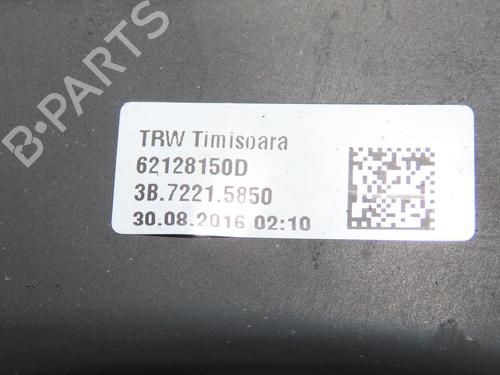 B-PARTS
TRW Timisoara
62128150D
3B.7221.5850
30.08.2016 02:10